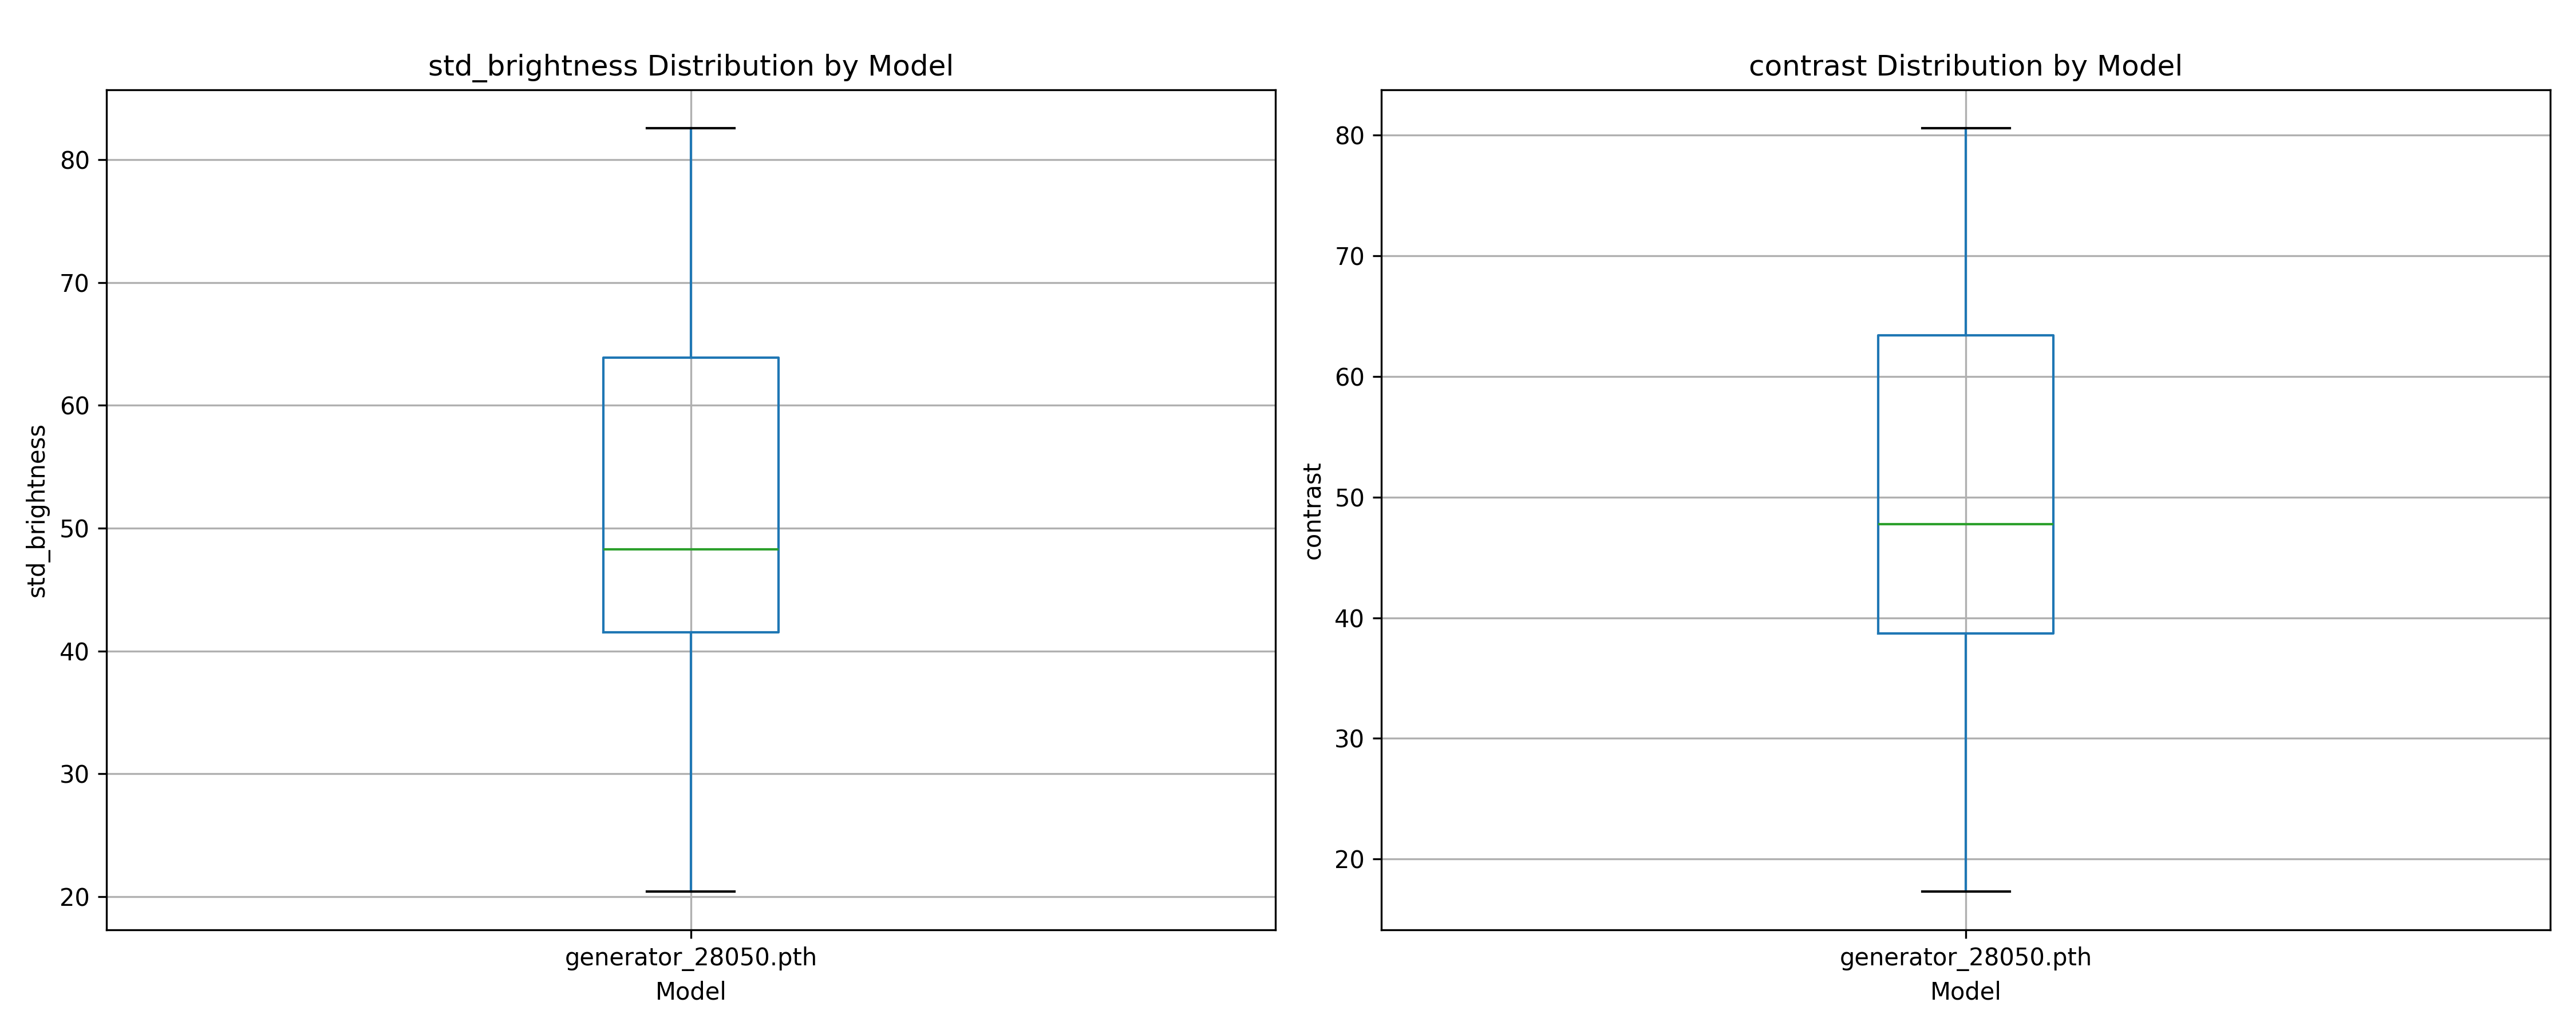 std_brightness Distribution by Model
std_brightness
80
70
60
50
40
30
20
generator_28050.pth
Model
contrast Distribution by Model
contrast
80
70
60
50
40
30
20
generator_28050.pth
Model